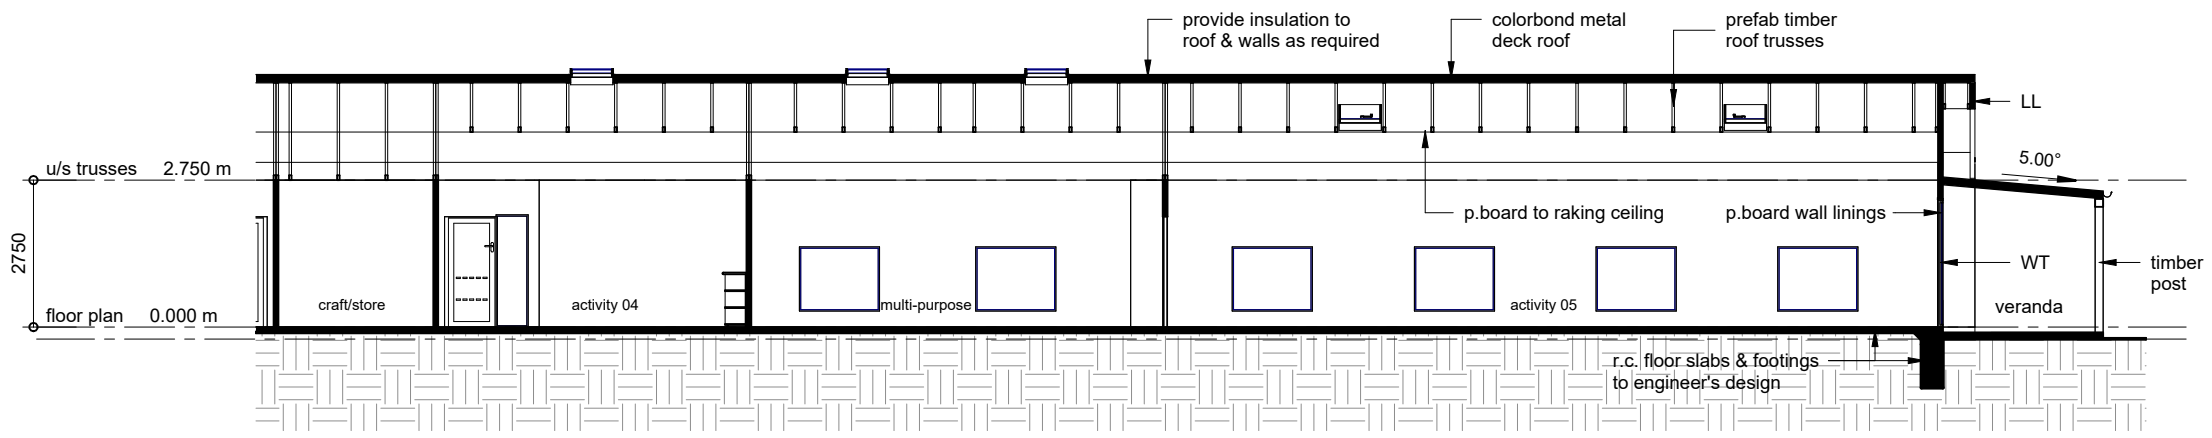 provide insulation to
roof & walls as required
colorbond metal
deck roof
prefab timber
roof trusses
LL
5.00°
u/s trusses 2.750 m
p.board to raking ceiling
p.board wall linings
2750
WT
timber
post
craft/store
activity 04
multi-purpose
activity 05
veranda
floor plan 0.000 m
r.c. floor slabs & footings
to engineer's design